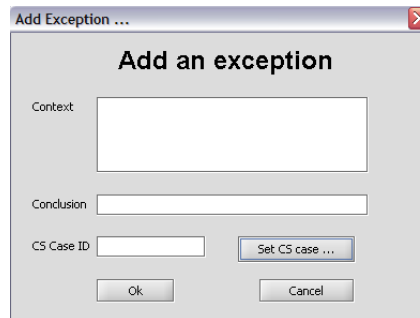 Add Exception ...
Add an exception
Context
Conclusion
CS Case ID Set CS case ...
Ok Cancel